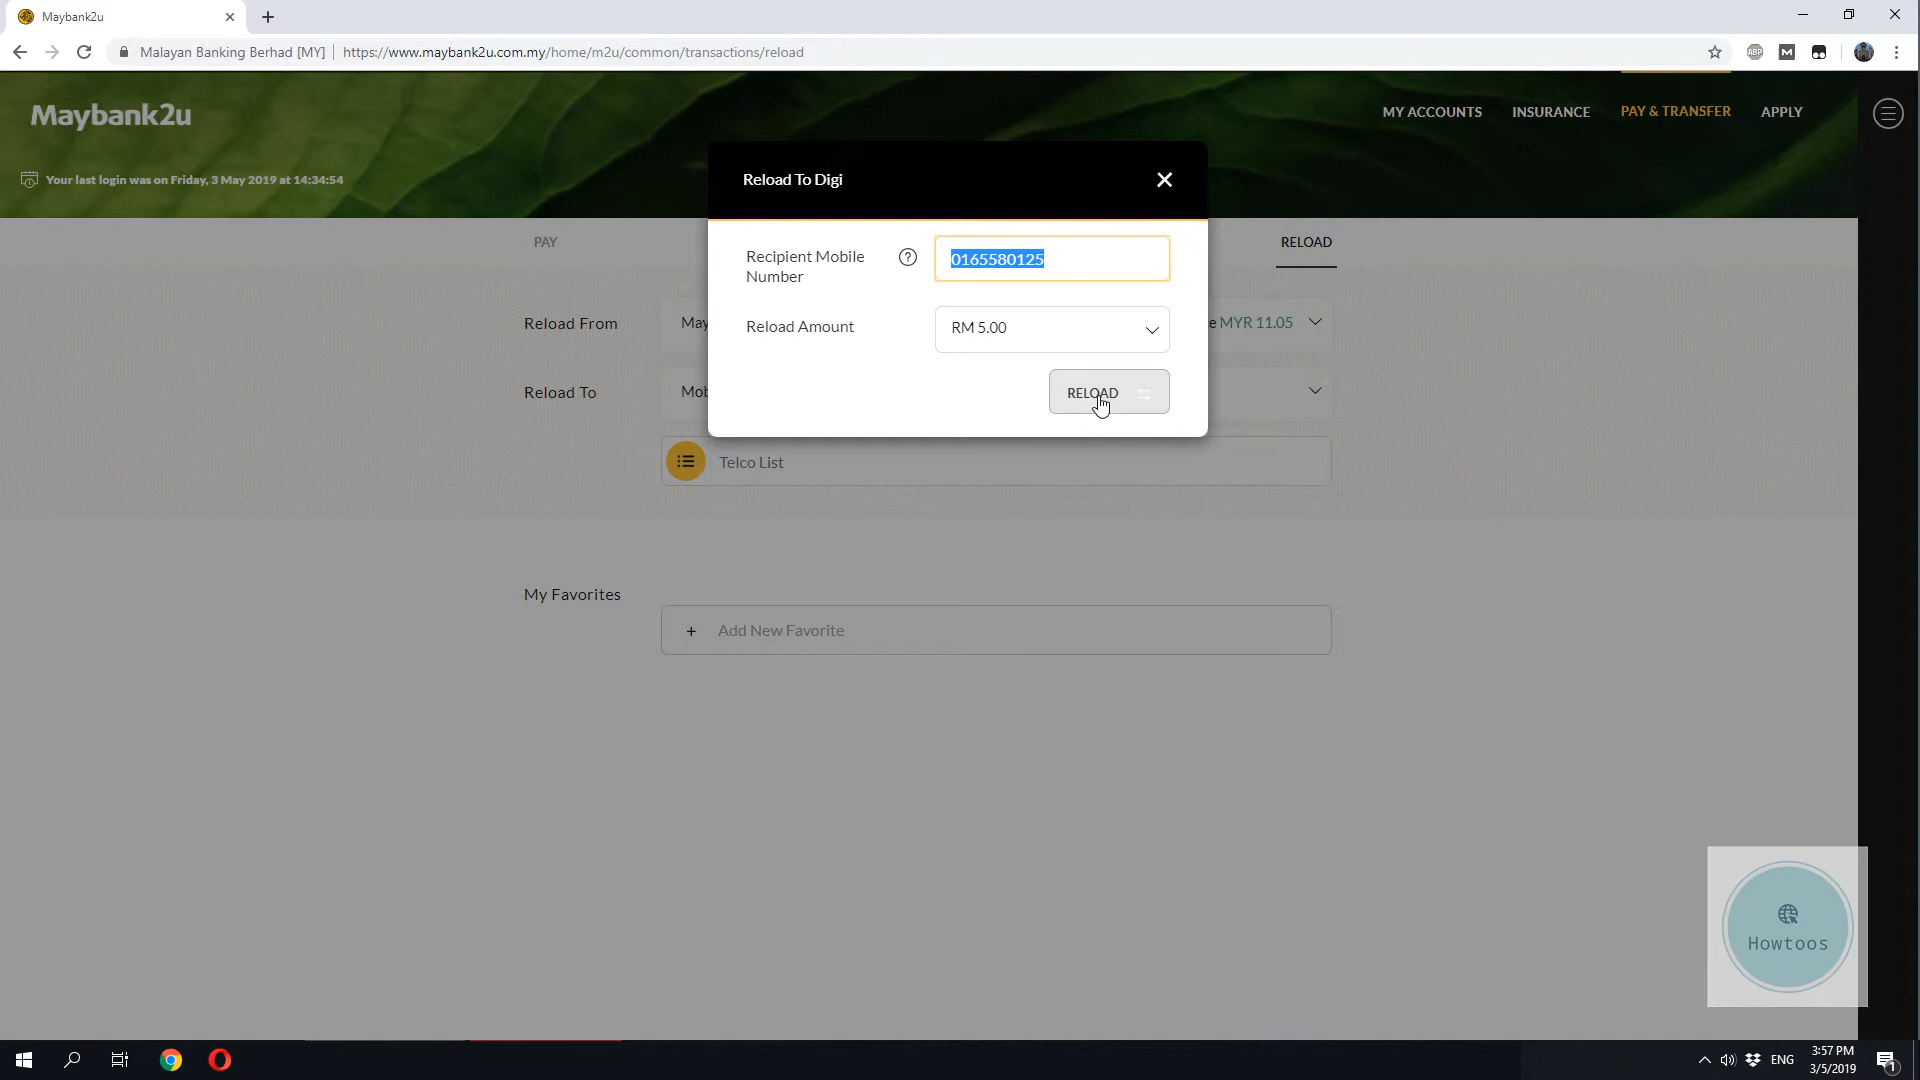 Maybank2u
Malayan Banking Berhad [MY]
https://www.maybank2u.com.my/home/m2u/common/transactions/reload
ABP
M
Maybank2u
MY ACCOUNTS
INSURANCE
PAY & TRANSFER
APPLY
Your last login was on Friday, 3 May 2019 at 14:34:54
Reload To Digi
PAY
RELOAD
Recipient Mobile
Number
?
0165580125
Reload From
May
Reload Amount
RM 5.00
e MYR 11.05
Reload To
Mob
RELOAD
Telco List
My Favorites
+ Add New Favorite
Howtoos
ENG
3:57 PM
3/5/2019
1